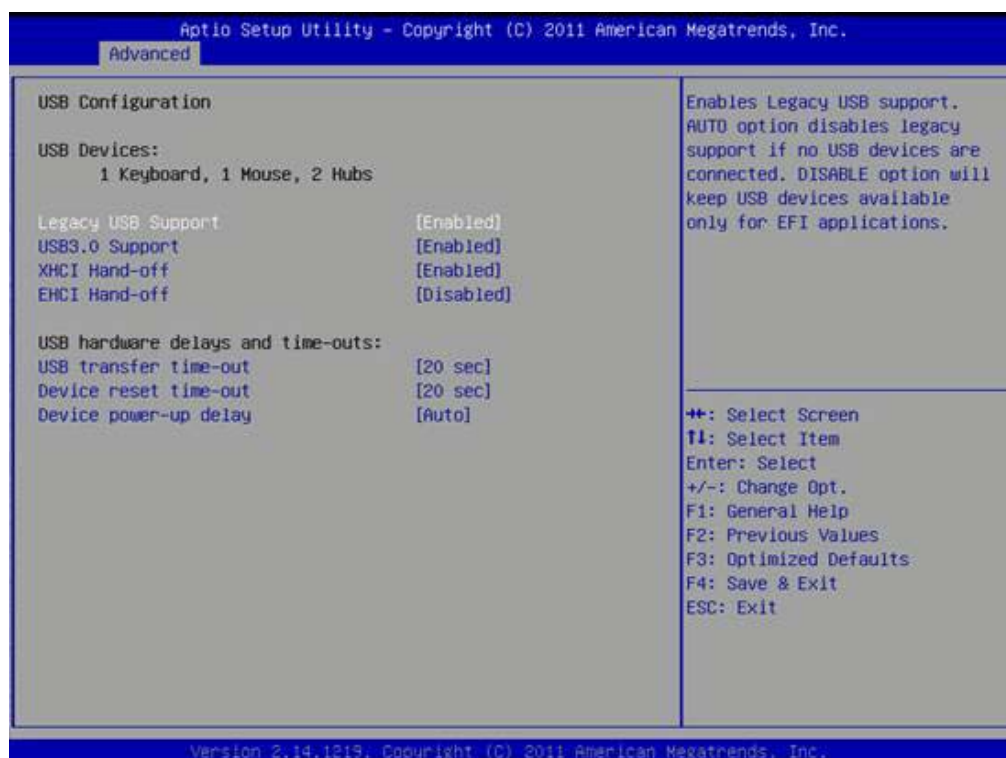 Aptio Setup Utility - Copyright (C) 2011 American Megatrends, Inc.
Advanced
USB Configuration
USB Devices:
1 Keyboard, 1 Mouse, 2 Hubs
Legacy USB Support [Enabled]
USB3.0 Support [Enabled]
XHCI Hand-off [Enabled]
EHCI Hand-off [Disabled]
USB hardware delays and time-outs:
USB transfer time-out [20 sec]
Device reset time-out [20 sec]
Device power-up delay [Auto]
Enables Legacy USB support.
AUTO option disables legacy
support if no USB devices are
connected. DISABLE option will
keep USB devices available
only for EFI applications.
→←: Select Screen
↑↓: Select Item
Enter: Select
+/-: Change Opt.
F1: General Help
F2: Previous Values
F3: Optimized Defaults
F4: Save & Exit
ESC: Exit
Version 2.14.1219. Copyright (C) 2011 American Megatrends, Inc.